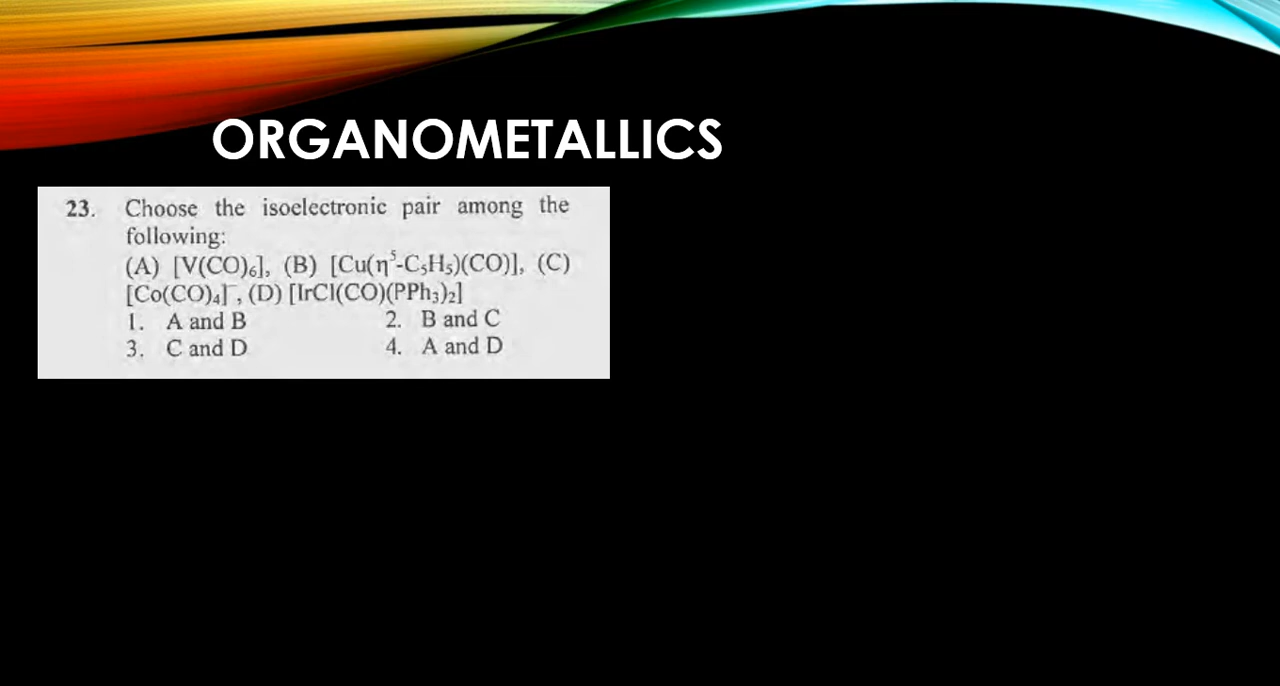 ORGANOMETALLICS
23. Choose the isoelectronic pair among the
following:
(A) [V(CO)₆], (B) [Cu(η⁵-C₅H₅)(CO)], (C)
[Co(CO)₄]⁻, (D) [IrCl(CO)(PPh₃)₂]
1. A and B 2. B and C
3. C and D 4. A and D